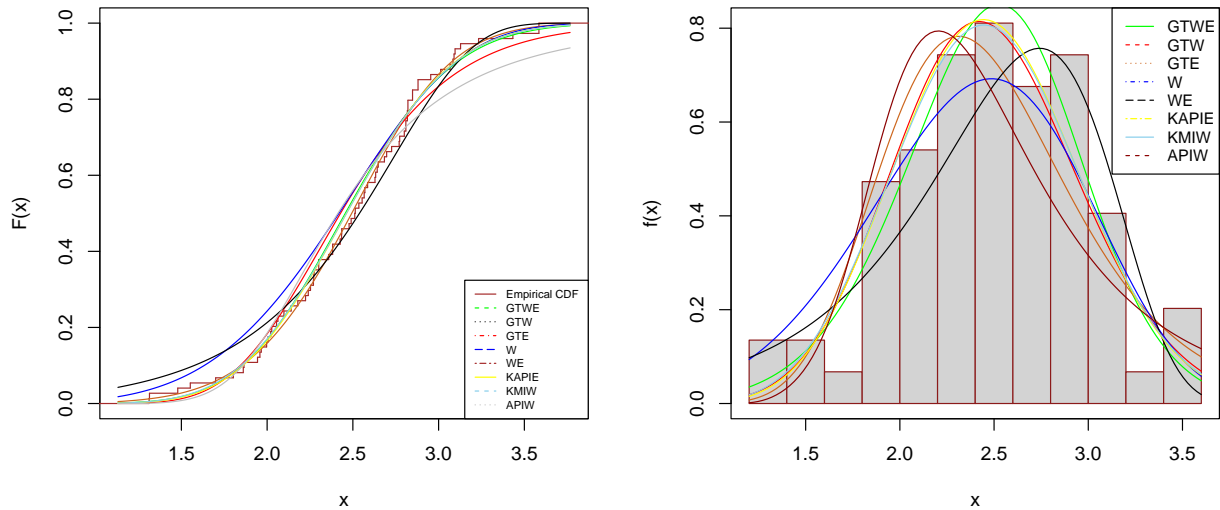 F(x)
1.0
0.8
0.6
0.4
0.2
0.0
1.5 2.0 2.5 3.0 3.5
x
Empirical CDF
GTWE
GTW
GTE
W
WE
KAPIE
KMIW
APIW
f(x)
0.8
0.6
0.4
0.2
0.0
1.5 2.0 2.5 3.0 3.5
x
GTWE
GTW
GTE
W
WE
KAPIE
KMIW
APIW